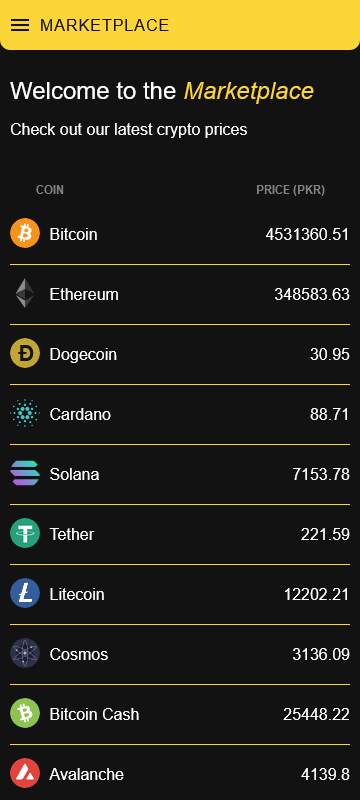 MARKETPLACE
Welcome to the Marketplace
Check out our latest crypto prices
COIN PRICE (PKR)
Bitcoin 4531360.51
Ethereum 348583.63
Dogecoin 30.95
Cardano 88.71
Solana 7153.78
Tether 221.59
Litecoin 12202.21
Cosmos 3136.09
Bitcoin Cash 25448.22
Avalanche 4139.8